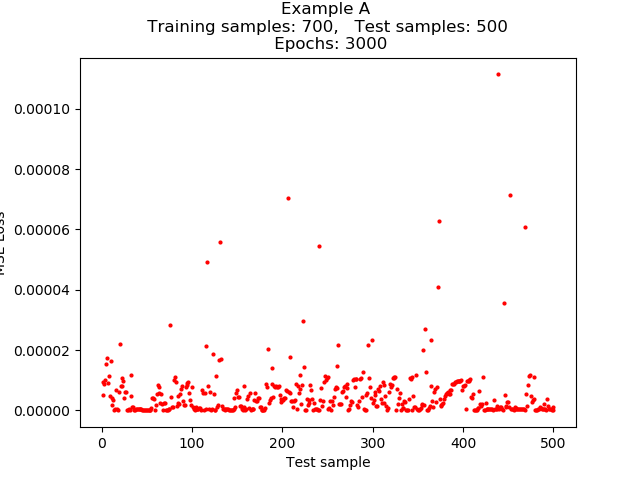 Example A
Training samples: 700,   Test samples: 500
Epochs: 3000
0.00010
0.00008
0.00006
0.00004
0.00002
0.00000
MSE Loss
0 100 200 300 400 500
Test sample